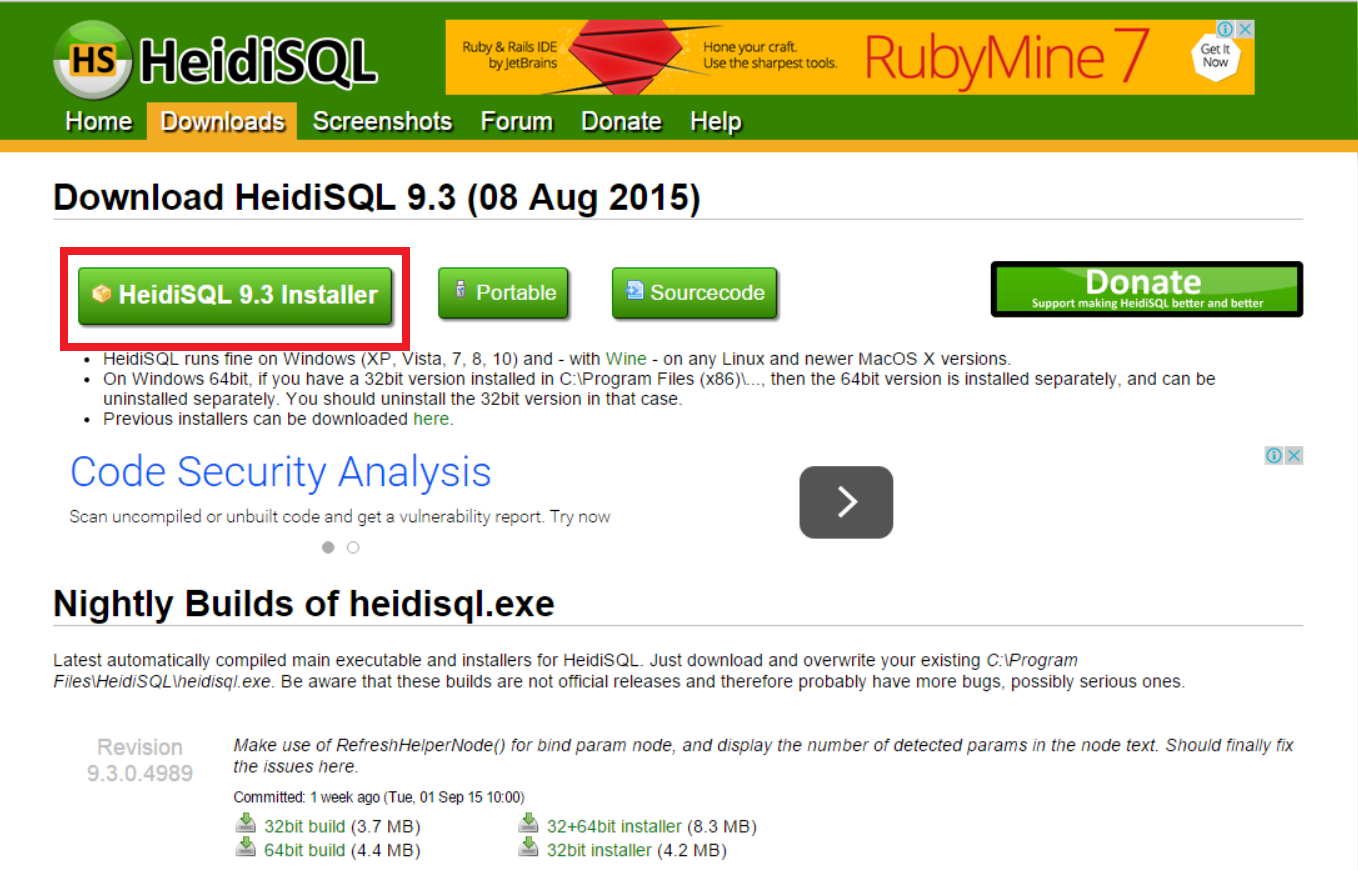 HS HeidiSQL
Ruby & Rails IDE
by JetBrains
Hone your craft.
Use the sharpest tools.
RubyMine 7
Get It
Now
Home Downloads Screenshots Forum Donate Help
Download HeidiSQL 9.3 (08 Aug 2015)
HeidiSQL 9.3 Installer
Portable
Sourcecode
Donate
Support making HeidiSQL better and better
• HeidiSQL runs fine on Windows (XP, Vista, 7, 8, 10) and - with Wine - on any Linux and newer MacOS X versions.
• On Windows 64bit, if you have a 32bit version installed in C:\Program Files (x86)\..., then the 64bit version is installed separately, and can be
uninstalled separately. You should uninstall the 32bit version in that case.
• Previous installers can be downloaded here.
Code Security Analysis
Scan uncompiled or unbuilt code and get a vulnerability report. Try now
Nightly Builds of heidisql.exe
Latest automatically compiled main executable and installers for HeidiSQL. Just download and overwrite your existing C:\Program
Files\HeidiSQL\heidisql.exe. Be aware that these builds are not official releases and therefore probably have more bugs, possibly serious ones.
Revision
9.3.0.4989
Make use of RefreshHelperNode() for bind param node, and display the number of detected params in the node text. Should finally fix
the issues here.
Committed: 1 week ago (Tue, 01 Sep 15 10:00)
32bit build (3.7 MB) 32+64bit installer (8.3 MB)
64bit build (4.4 MB) 32bit installer (4.2 MB)